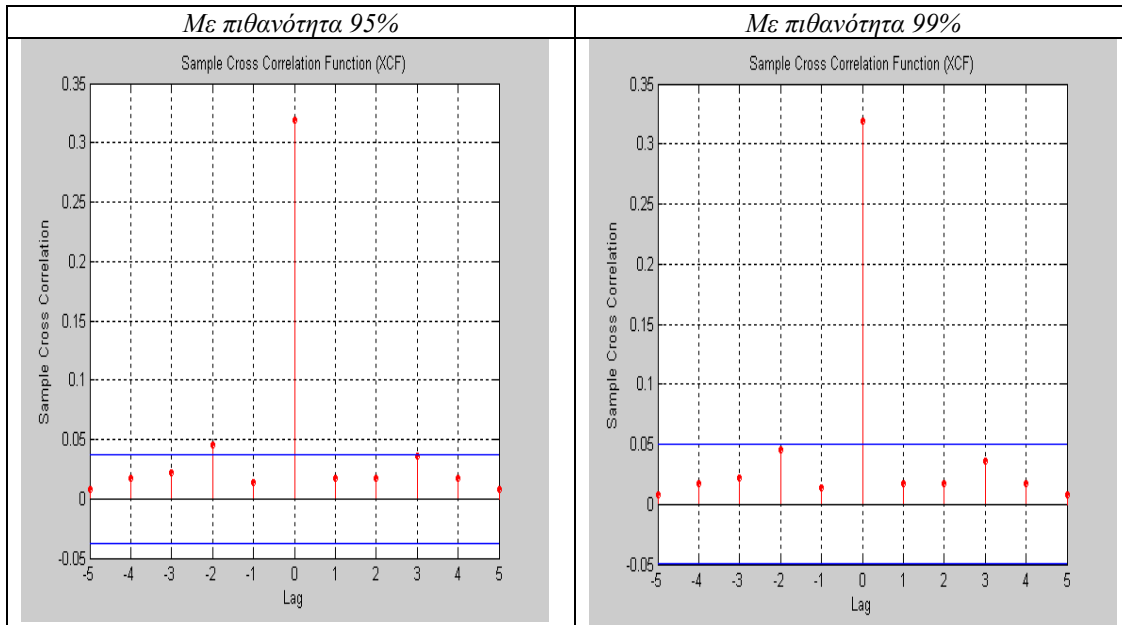 Με πιθανότητα 95%
Sample Cross Correlation Function (XCF)
0.35
0.3
0.25
0.2
0.15
0.1
0.05
0
-0.05
Sample Cross Correlation
-5 -4 -3 -2 -1 0 1 2 3 4 5
Lag
Με πιθανότητα 99%
Sample Cross Correlation Function (XCF)
0.35
0.3
0.25
0.2
0.15
0.1
0.05
0
-0.05
Sample Cross Correlation
-5 -4 -3 -2 -1 0 1 2 3 4 5
Lag